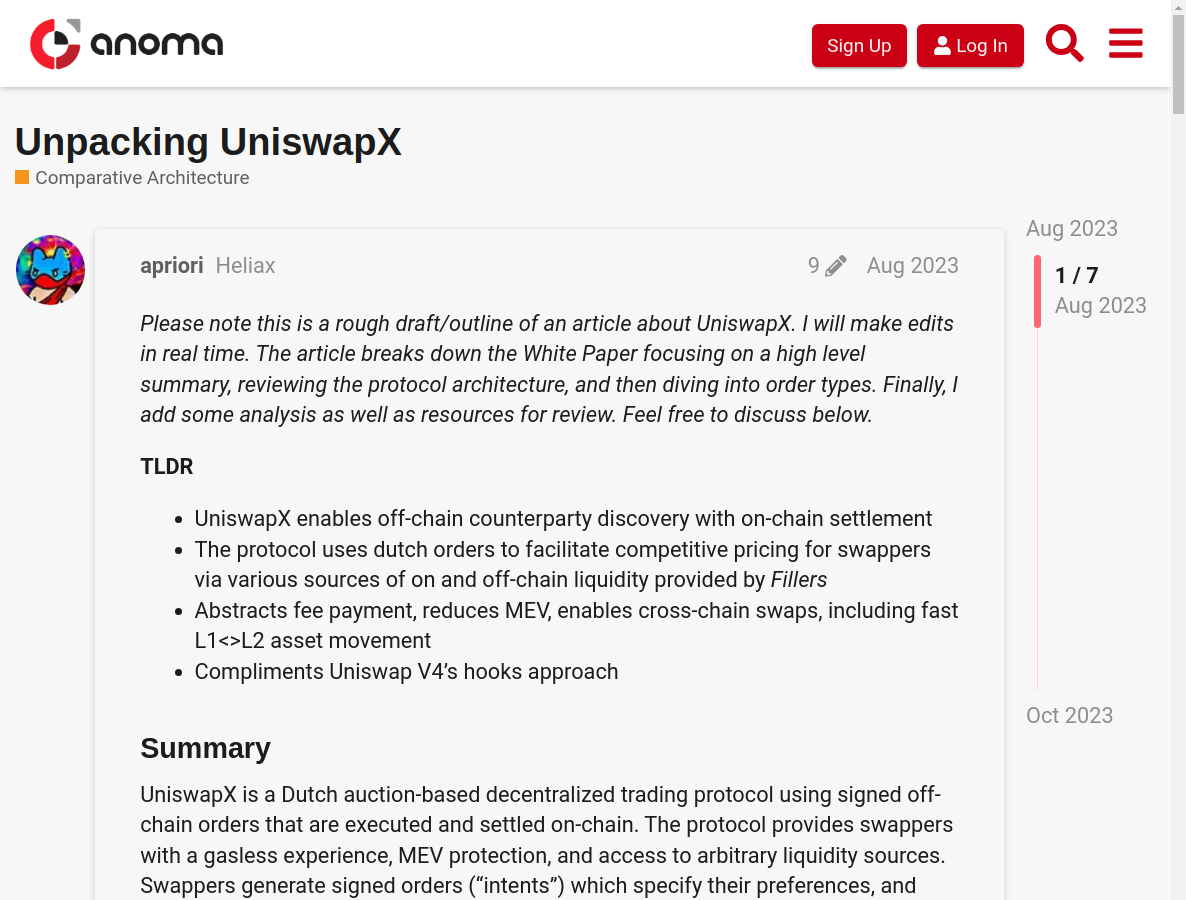 anoma
Sign Up
Log In
Unpacking UniswapX
Comparative Architecture
Aug 2023
apriori Heliax
9
Aug 2023
1 / 7
Aug 2023
Please note this is a rough draft/outline of an article about UniswapX. I will make edits
in real time. The article breaks down the White Paper focusing on a high level
summary, reviewing the protocol architecture, and then diving into order types. Finally, I
add some analysis as well as resources for review. Feel free to discuss below.
TLDR
• UniswapX enables off-chain counterparty discovery with on-chain settlement
• The protocol uses dutch orders to facilitate competitive pricing for swappers
via various sources of on and off-chain liquidity provided by Fillers
• Abstracts fee payment, reduces MEV, enables cross-chain swaps, including fast
L1<>L2 asset movement
• Compliments Uniswap V4’s hooks approach
Oct 2023
Summary
UniswapX is a Dutch auction-based decentralized trading protocol using signed off-
chain orders that are executed and settled on-chain. The protocol provides swappers
with a gasless experience, MEV protection, and access to arbitrary liquidity sources.
Swappers generate signed orders (“intents”) which specify their preferences, and